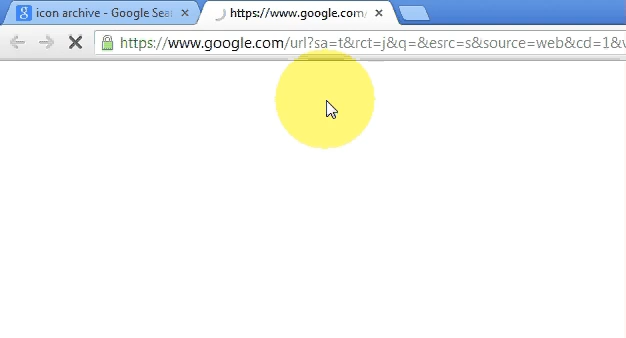 icon archive - Google Sea
https://www.google.com/
https://www.google.com/url?sa=t&rct=j&q=&esrc=s&source=web&cd=1&v